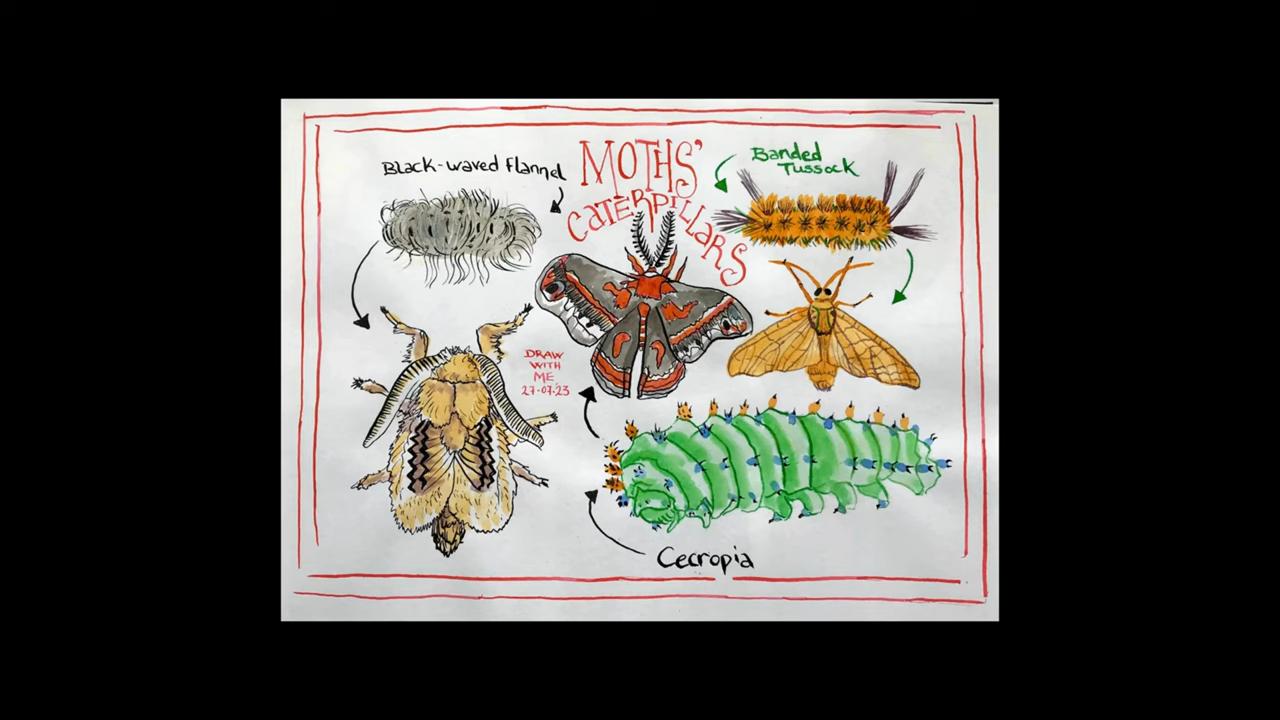 MOTHS'
CATERPILLARS
Black-waved flannel
Banded
Tussock
DRAW
WITH
ME
27-07-23
Cecropia